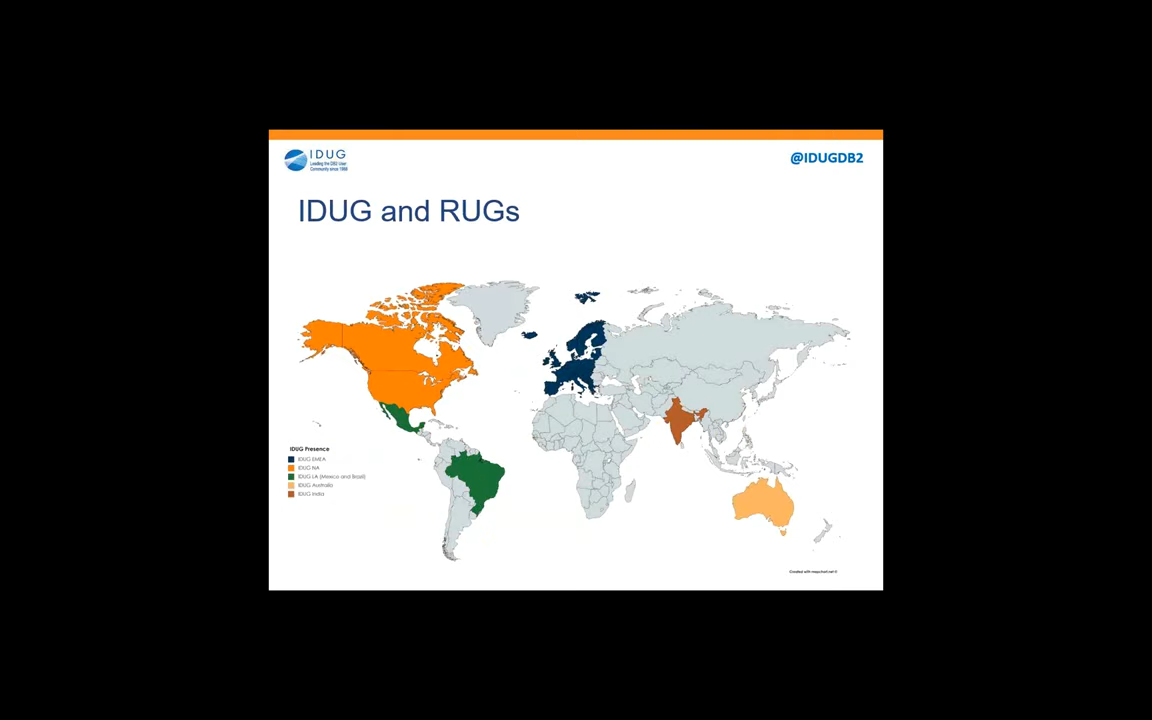 IDUG
Leading the DB2 User
Community since 1988
@IDUGDB2
IDUG and RUGs
IDUG Presence
IDUG EMEA
IDUG NA
IDUG LA (Mexico and Brazil)
IDUG Australia
IDUG India
Created with mapchart.net ©